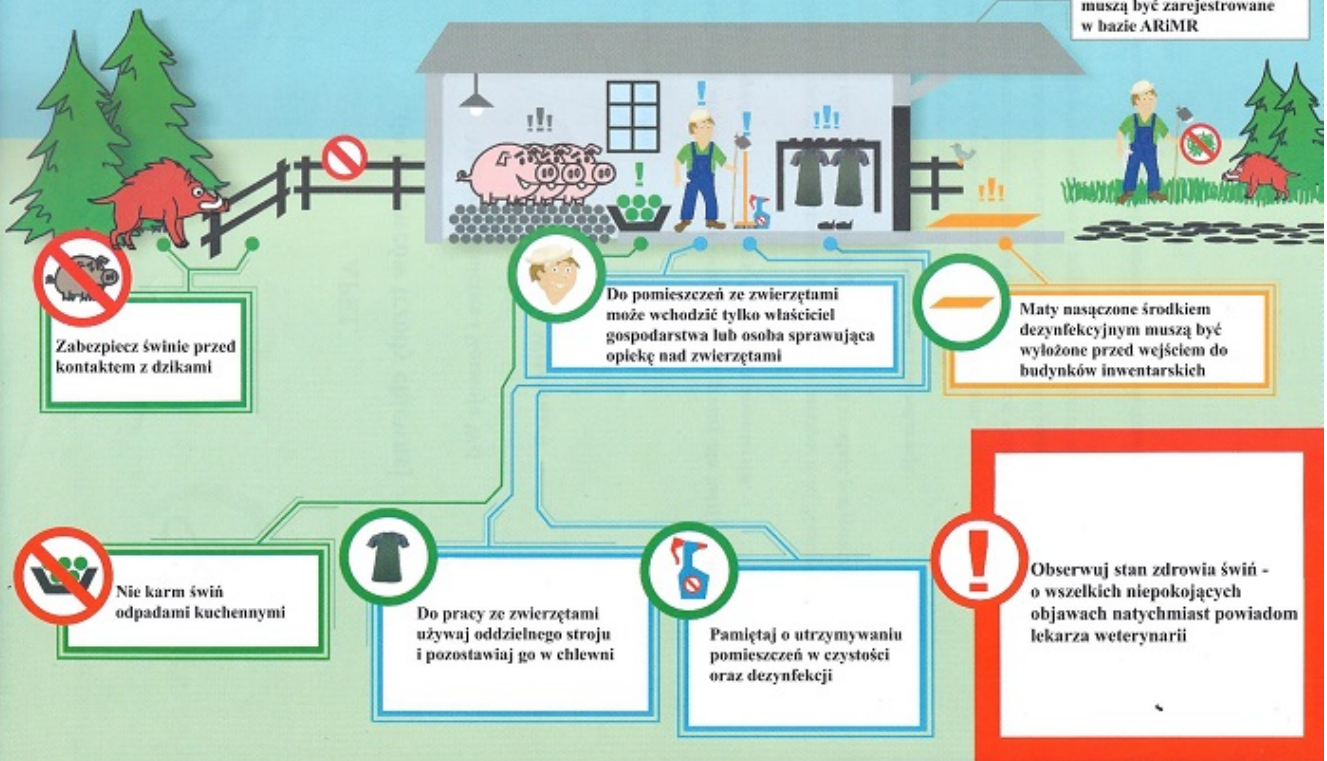 muszą być zarejestrowane
w bazie ARiMR
Zabezpiecz świnie przed
kontaktem z dzikami
Do pomieszczeń ze zwierzętami
może wchodzić tylko właściciel
gospodarstwa lub osoba sprawująca
opiekę nad zwierzętami
Maty nasączone środkiem
dezynfekcyjnym muszą być
wyłożone przed wejściem do
budynków inwentarskich
Nie karm świń
odpadami kuchennymi
Do pracy ze zwierzętami
używaj oddzielnego stroju
i pozostawiaj go w chlewni
Pamiętaj o utrzymywaniu
pomieszczeń w czystości
oraz dezynfekcji
Obserwuj stan zdrowia świń -
o wszelkich niepokojących
objawach natychmiast powiadom
lekarza weterynarii